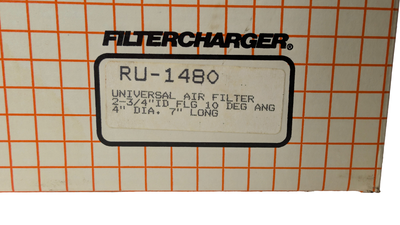 FILTERCHARGER®
RU-1480
UNIVERSAL AIR FILTER
2-3/4"ID FLG 10 DEG ANG
4" DIA. 7" LONG